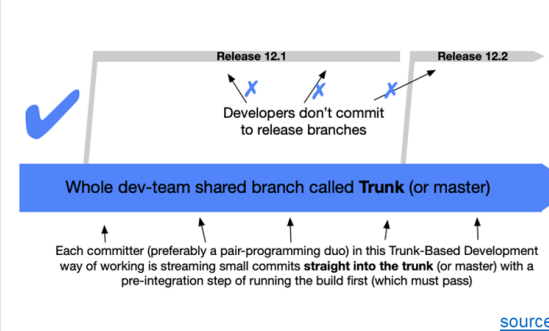 Release 12.1
Release 12.2
Developers don't commit
to release branches
Whole dev-team shared branch called Trunk (or master)
Each committer (preferably a pair-programming duo) in this Trunk-Based Development
way of working is streaming small commits straight into the trunk (or master) with a
pre-integration step of running the build first (which must pass)
source